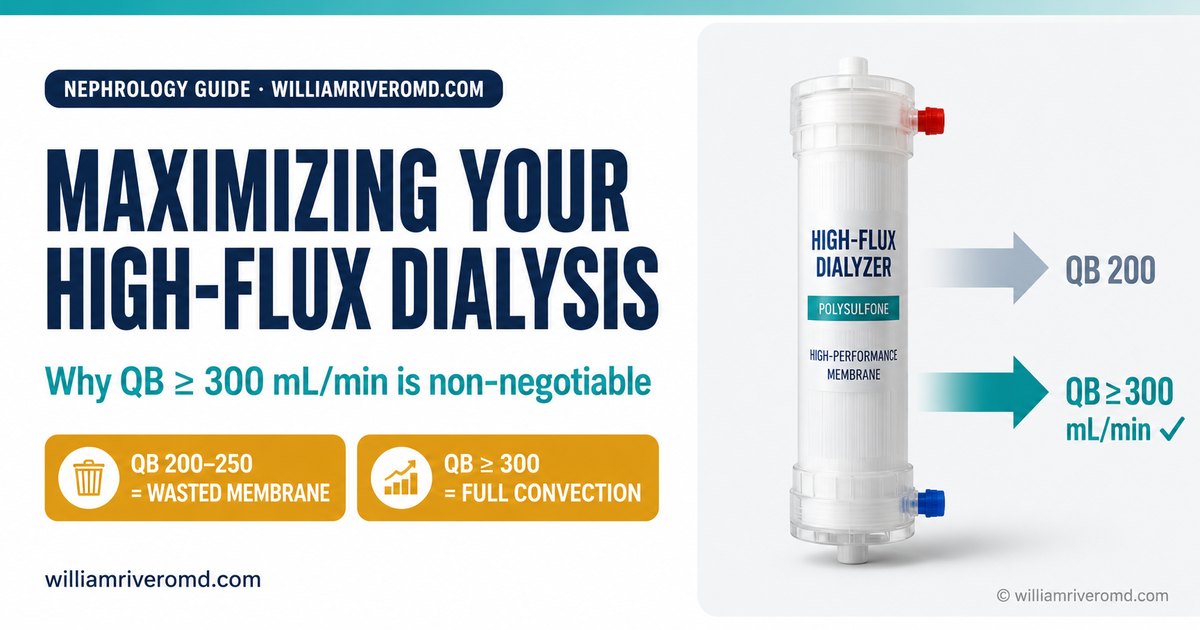 NEPHROLOGY GUIDE · WILLIAMRIVEROMD.COM
MAXIMIZING YOUR
HIGH-FLUX DIALYSIS
Why QB ≥ 300 mL/min is non-negotiable
QB 200–250
= WASTED MEMBRANE
QB ≥ 300
= FULL CONVECTION
williamriveromd.com
HIGH-FLUX
DIALYZER
POLYSULFONE
HIGH-PERFORMANCE
MEMBRANE
QB 200
QB ≥ 300
mL/min ✓
© williamriveromd.com